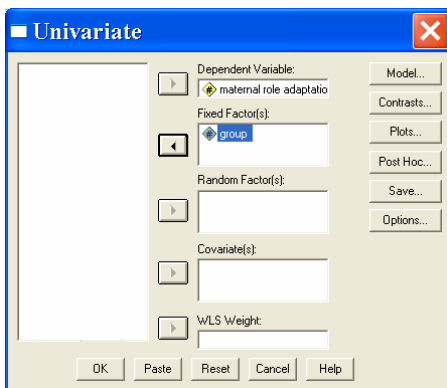 Univariate
Dependent Variable:
maternal role adaptatio
Fixed Factor(s):
group
Random Factor(s):
Covariate(s):
WLS Weight:
Model...
Contrasts...
Plots...
Post Hoc...
Save...
Options...
OK Paste Reset Cancel Help